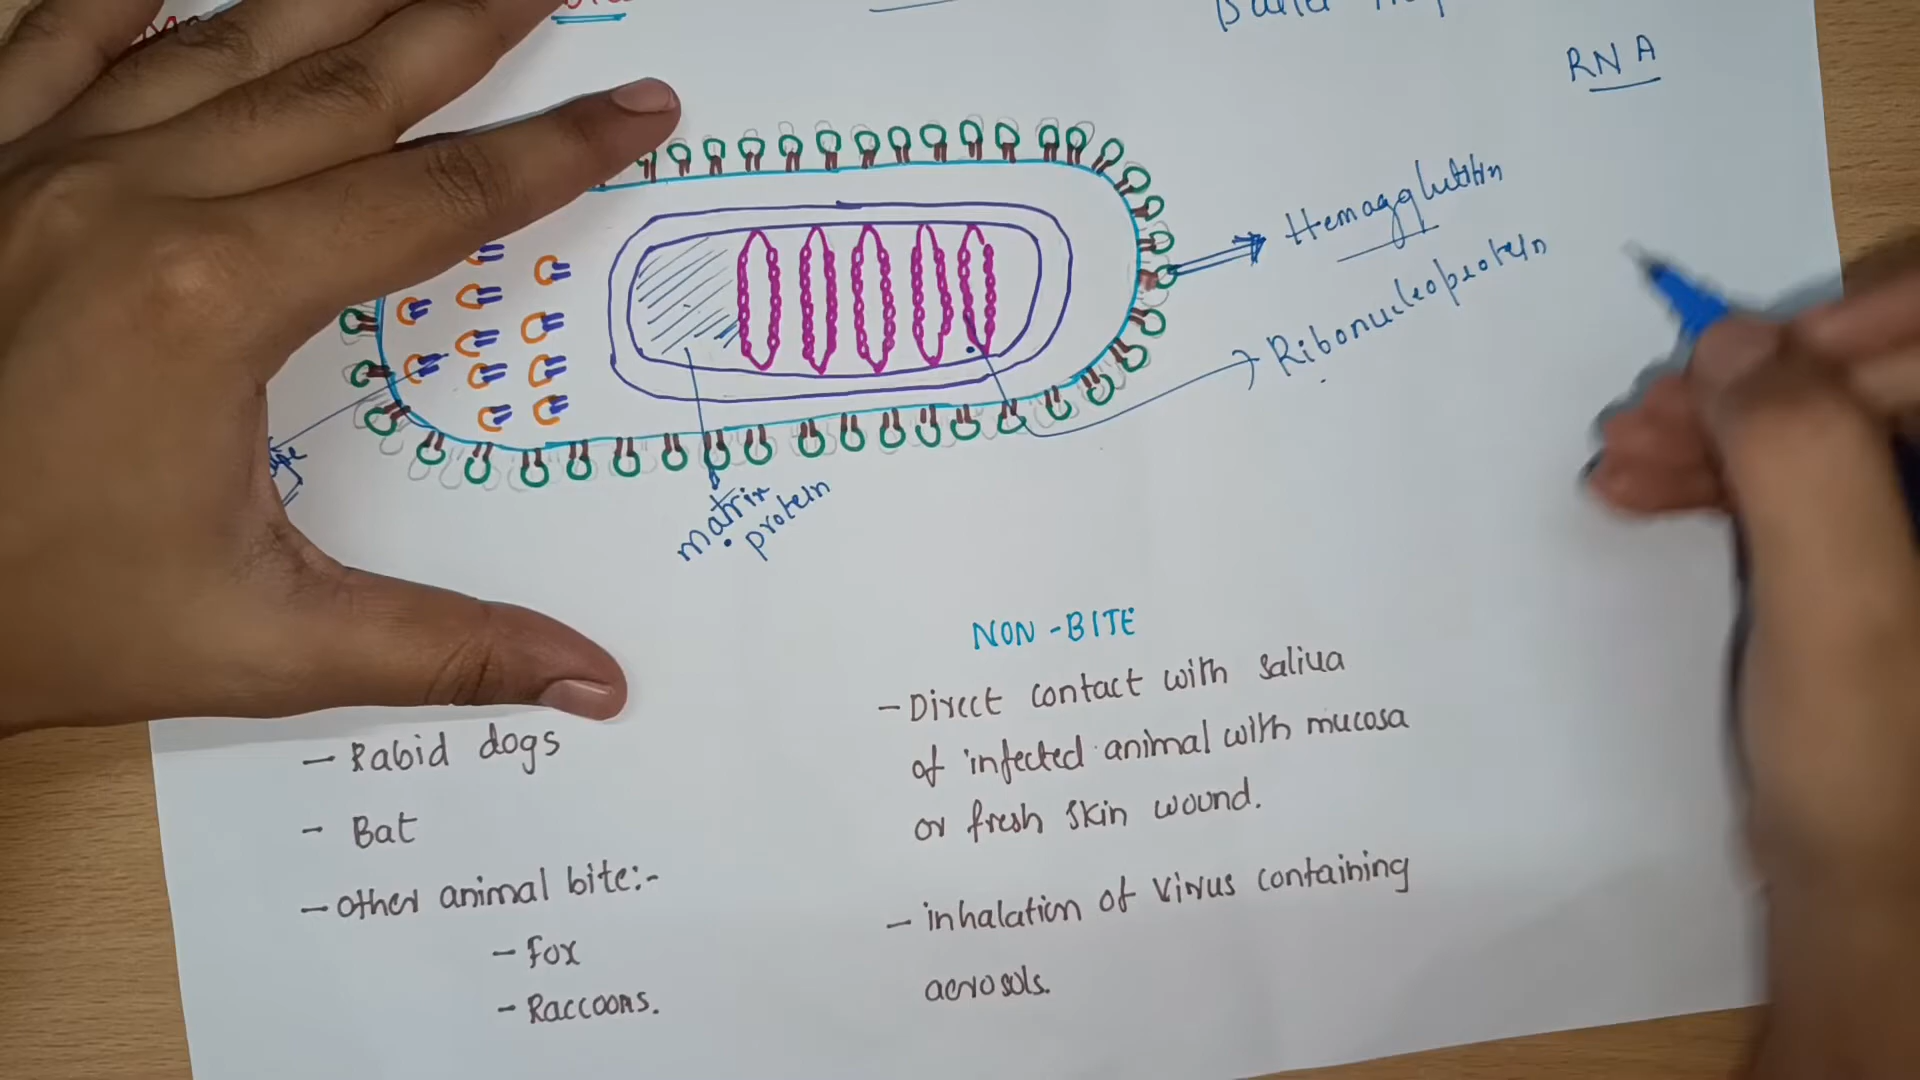 RNA
Hemagglutitin
Ribonucleoprotein
matrix
protein
NON-BITE
- Direct contact with saliva
of infected animal with mucosa
or fresh skin wound.
- inhalation of virus containing
aerosols.
- Rabid dogs
- Bat
- Other animal bite:-
- Fox
- Raccoons.